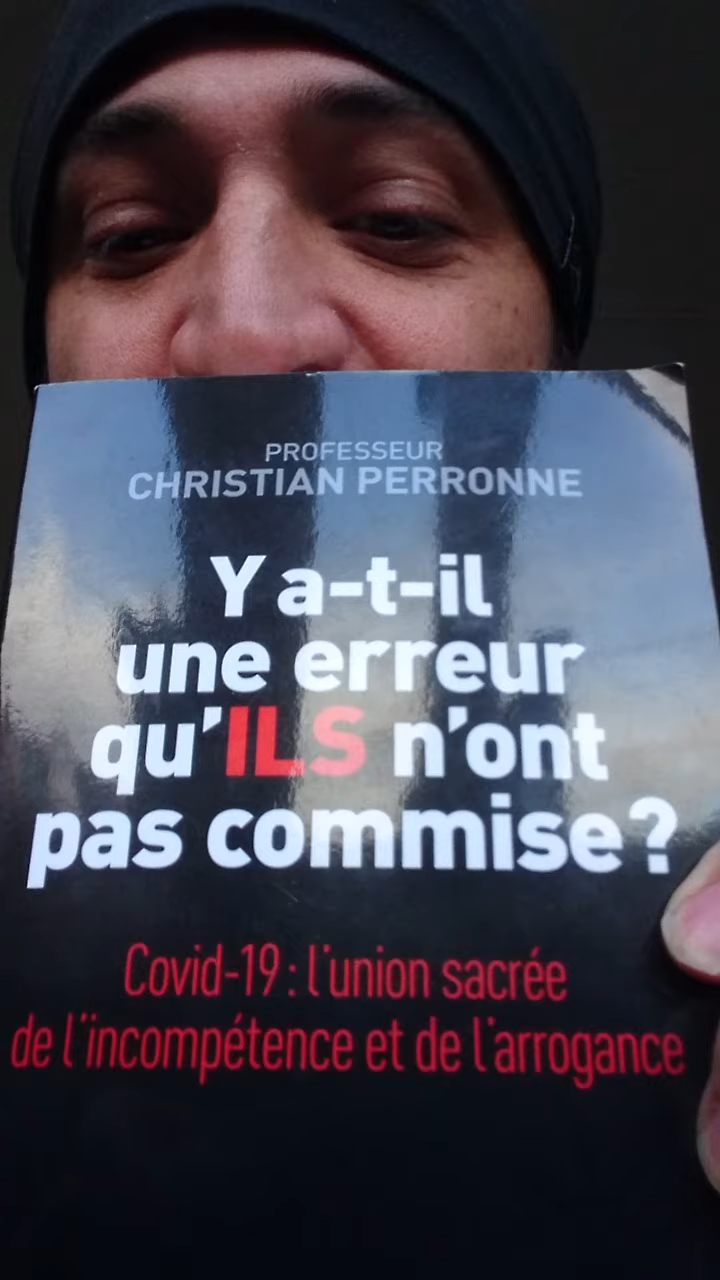 PROFESSEUR
CHRISTIAN PERRONNE
Y a-t-il
une erreur
qu'ILS n'ont
pas commise ?
Covid-19 : l'union sacrée
de l'incompétence et de l'arrogance